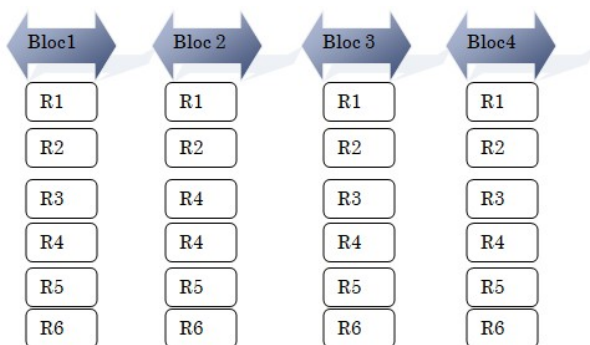 Bloc1 Bloc 2 Bloc 3 Bloc4
R1 R1 R1 R1
R2 R2 R2 R2
R3 R4 R3 R3
R4 R4 R4 R4
R5 R5 R5 R5
R6 R6 R6 R6